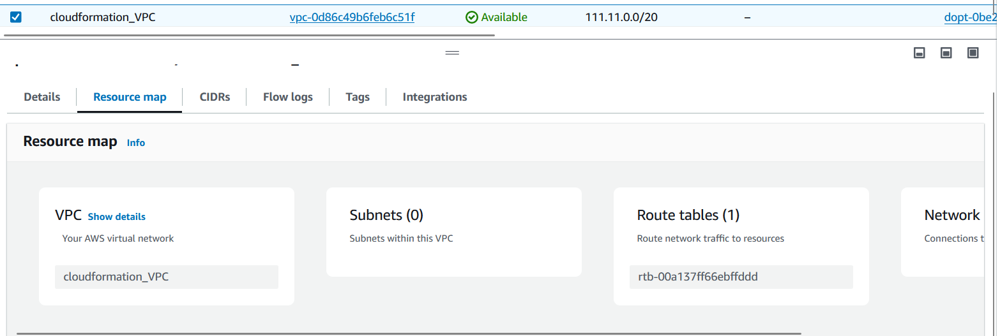 cloudformation_VPC vpc-0d86c49b6feb6c51f Available 111.11.0.0/20 – dopt-0be2
Details Resource map CIDRs Flow logs Tags Integrations
Resource map Info
VPC Show details
Your AWS virtual network
cloudformation_VPC
Subnets (0)
Subnets within this VPC
Route tables (1)
Route network traffic to resources
rtb-00a137ff66ebffddd
Network
Connections t